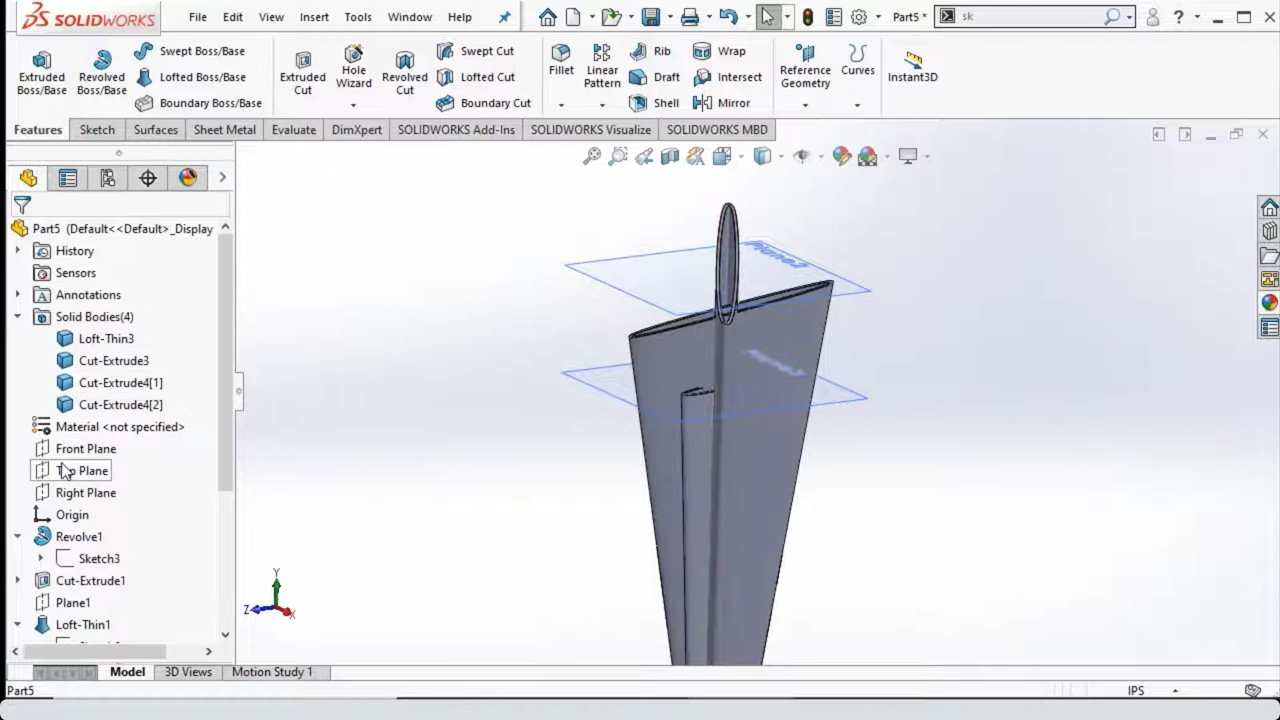 SOLIDWORKS File Edit View Insert Tools Window Help Part5 * sk
Extruded Boss/Base Revolved Boss/Base Swept Boss/Base Lofted Boss/Base Boundary Boss/Base Extruded Cut Hole Wizard Revolved Cut Swept Cut Lofted Cut Boundary Cut Fillet Linear Pattern Rib Draft Shell Wrap Intersect Mirror Reference Geometry Curves Instant3D
Features Sketch Surfaces Sheet Metal Evaluate DimXpert SOLIDWORKS Add-Ins SOLIDWORKS Visualize SOLIDWORKS MBD
Part5 (Default<<Default>_Display
History
Sensors
Annotations
Solid Bodies(4)
Loft-Thin3
Cut-Extrude3
Cut-Extrude4[1]
Cut-Extrude4[2]
Material <not specified>
Front Plane
Top Plane
Right Plane
Origin
Revolve1
Sketch3
Cut-Extrude1
Plane1
Loft-Thin1
Y
Z
X
Model 3D Views Motion Study 1
Part5 IPS